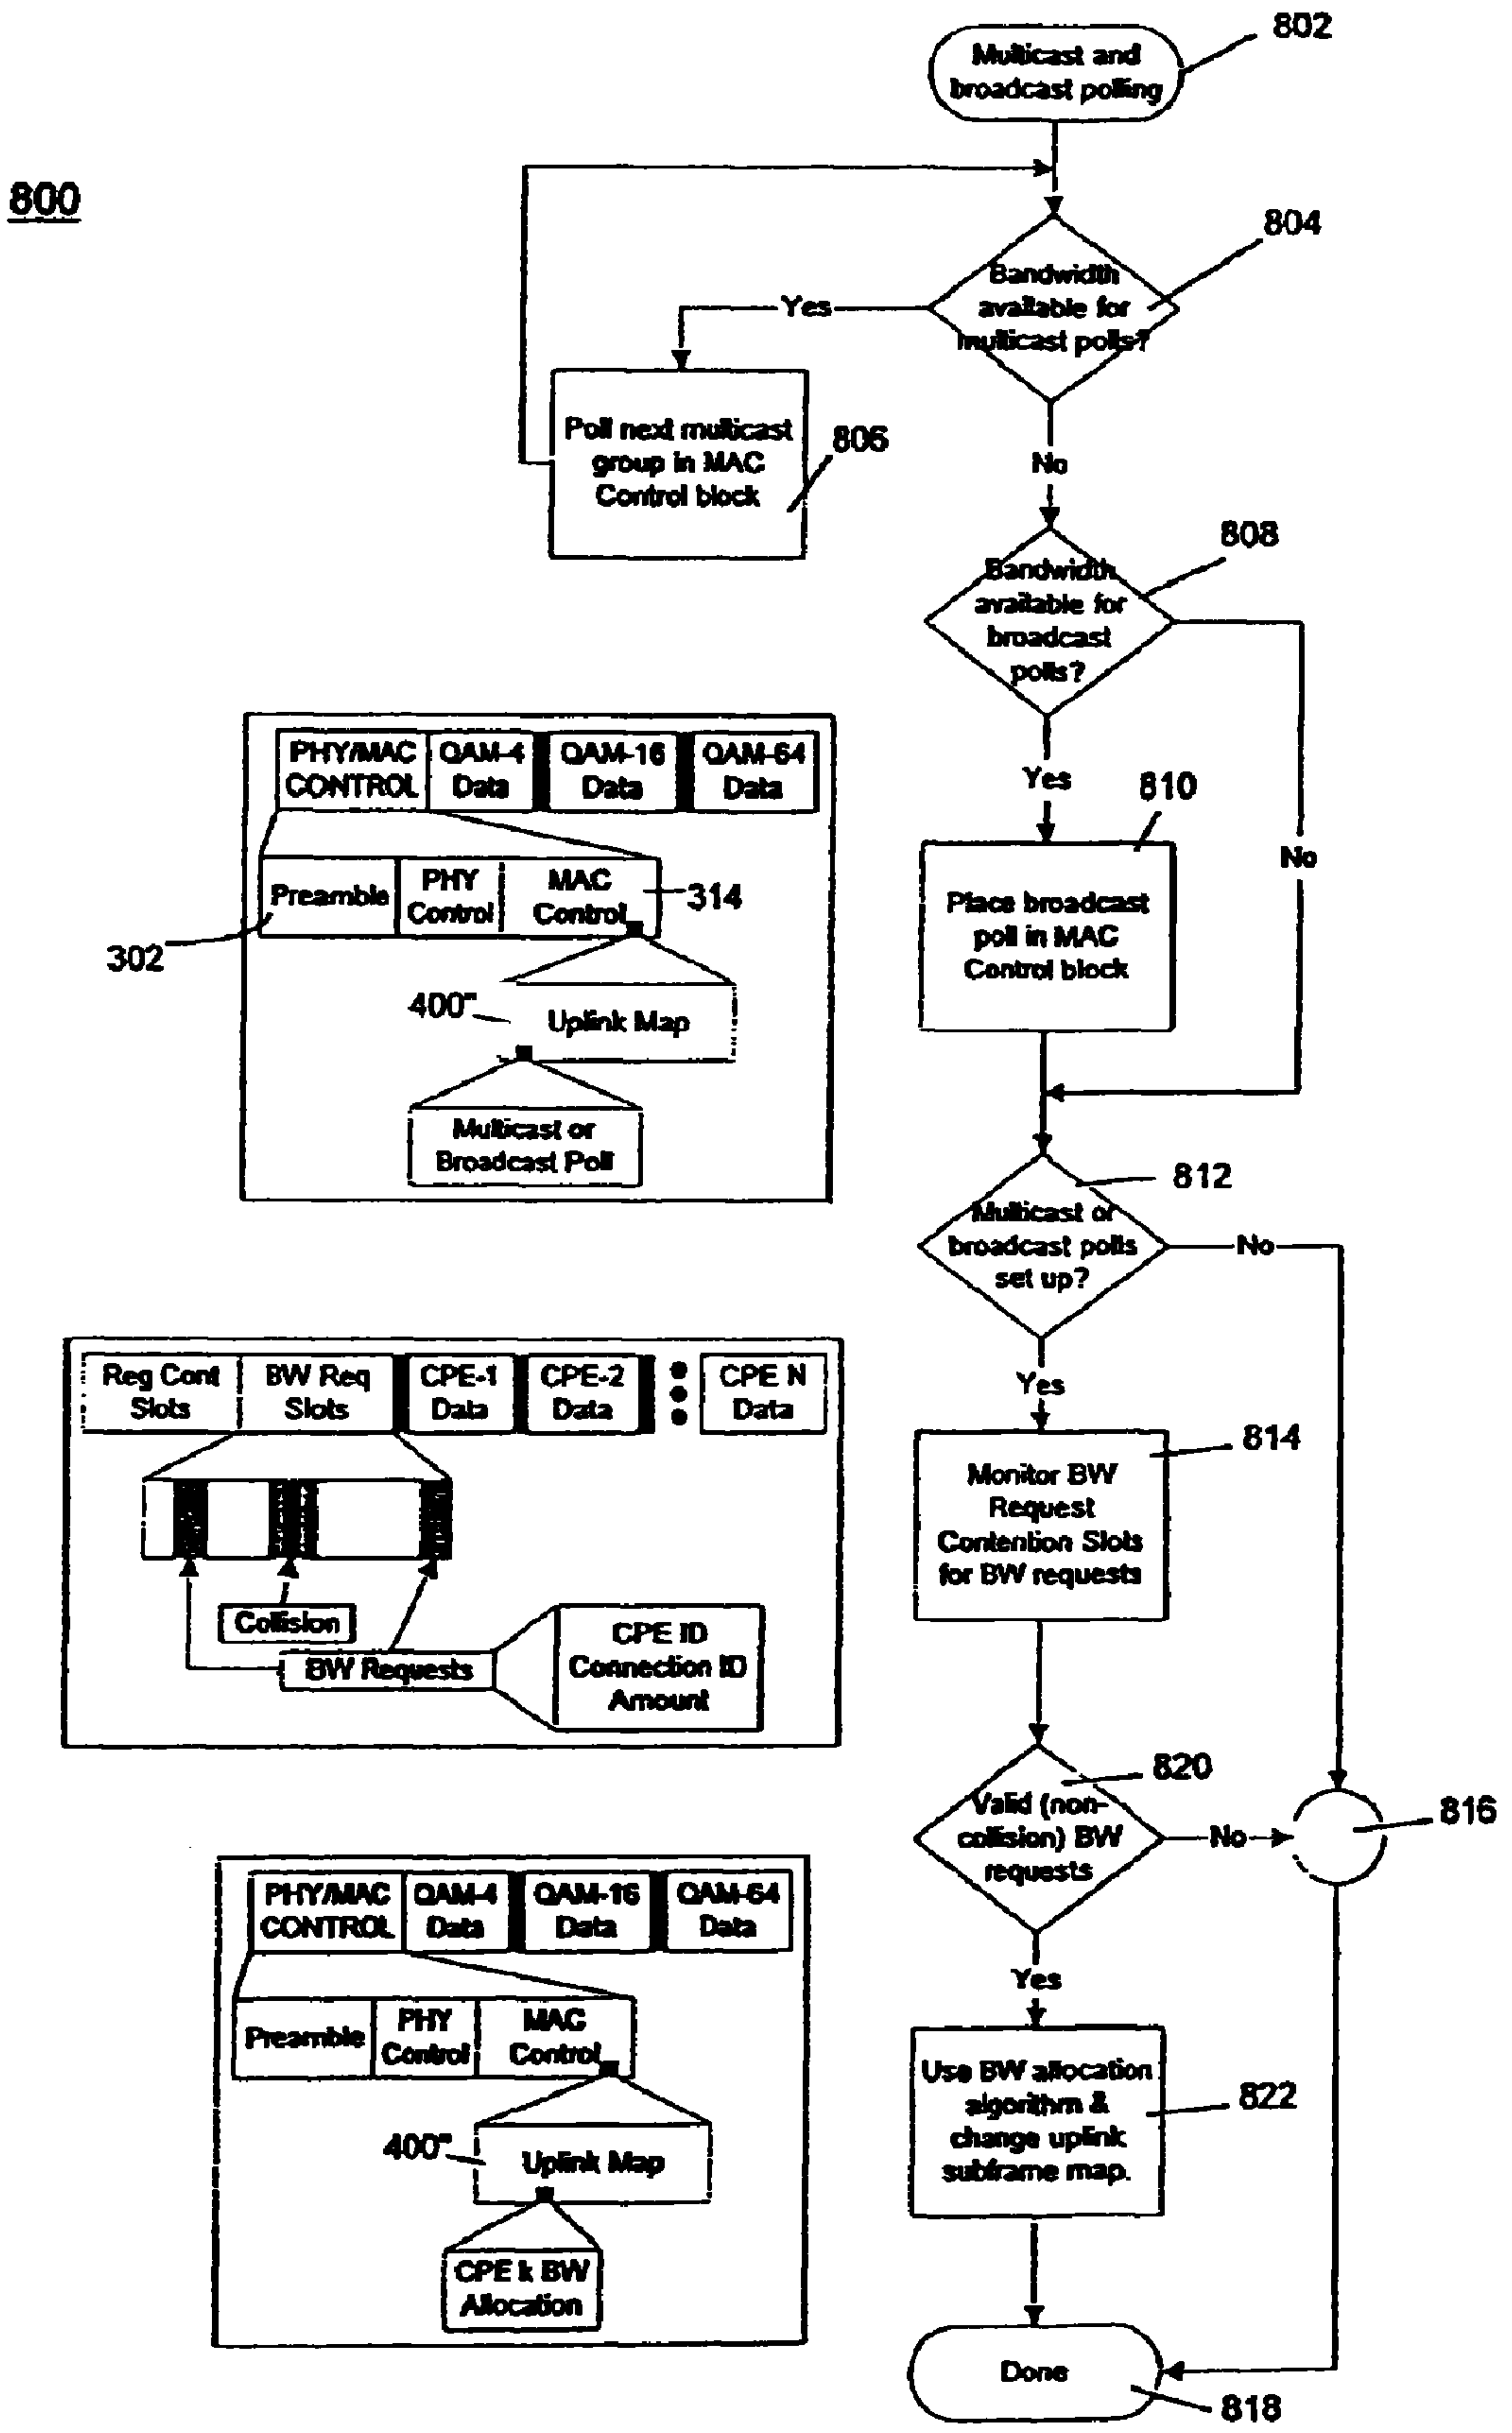 800
802
Multicast and
broadcast polling
804
Bandwidth
available for
multicast polls?
Yes
No
Poll next multicast
group in MAC
Control block
806
808
Bandwidth
available for
broadcast
polls?
Yes
No
810
Place broadcast
poll in MAC
Control block
PHY/MAC
CONTROL
QAM-4
Data
QAM-16
Data
QAM-64
Data
Preamble
PHY
Control
MAC
Control
314
302
400"
Uplink Map
Multicast or
Broadcast Poll
812
Multicast or
broadcast polls
set up?
No
Yes
Reg Cont
Slots
BW Req
Slots
CPE-1
Data
CPE-2
Data
CPE N
Data
Collision
BW Requests
CPE ID
Connection ID
Amount
814
Monitor BW
Request
Contention Slots
for BW requests
820
Valid (non-
collision) BW
requests
No
816
Yes
PHY/MAC
CONTROL
QAM-4
Data
QAM-16
Data
QAM-64
Data
Preamble
PHY
Control
MAC
Control
400"
Uplink Map
CPE k BW
Allocation
Use BW allocation
algorithm &
change uplink
subframe map.
822
Done
818